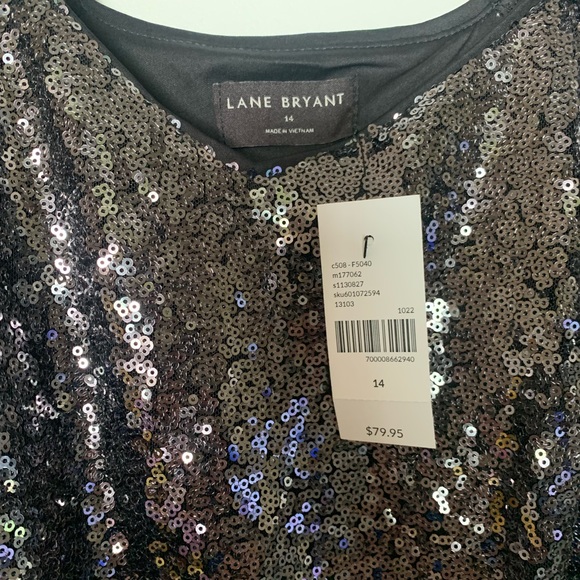 LANE BRYANT
14
MADE IN VIETNAM
c508 - F5040
m177062
s1130827
sku601072594
13103
1022
700008662940
14
$79.95